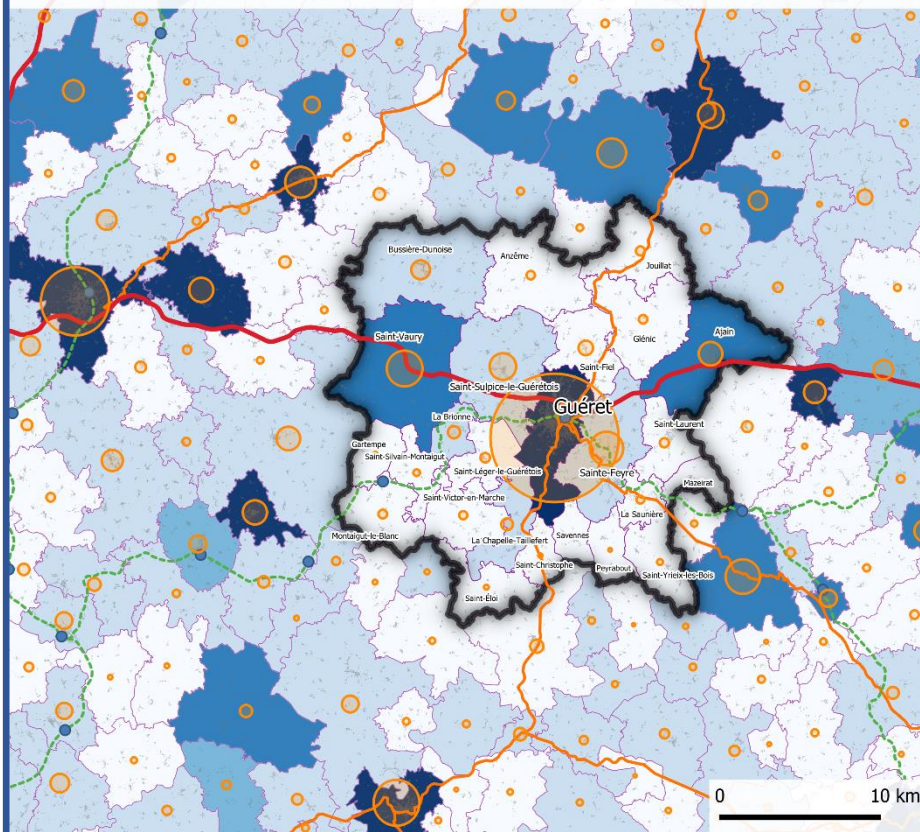 Bussière-Dunoise
Anzême
Jouillat
Saint-Vaury
Glénic
Ajain
Saint-Fiel
Saint-Sulpice-le-Guérétois
Guéret
La Brionne
Saint-Laurent
Gartempe
Saint-Silvain-Montaigut
Saint-Léger-le-Guérétois
Sainte-Feyre
Mazeirat
Saint-Victor-en-Marche
La Saunière
Montaigut-le-Blanc
La Chapelle-Taillefert
Savennes
Saint-Christophe
Peyrabout
Saint-Yrieix-les-Bois
Saint-Éloi
0 10 km